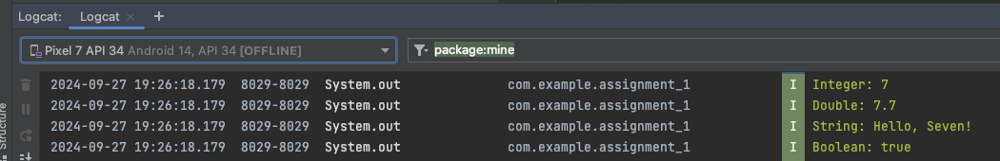 Logcat: Logcat × +
Pixel 7 API 34 Android 14, API 34 [OFFLINE] package:mine
2024-09-27 19:26:18.179 8029-8029 System.out com.example.assignment_1 I Integer: 7
2024-09-27 19:26:18.179 8029-8029 System.out com.example.assignment_1 I Double: 7.7
2024-09-27 19:26:18.179 8029-8029 System.out com.example.assignment_1 I String: Hello, Seven!
2024-09-27 19:26:18.179 8029-8029 System.out com.example.assignment_1 I Boolean: true
Structure